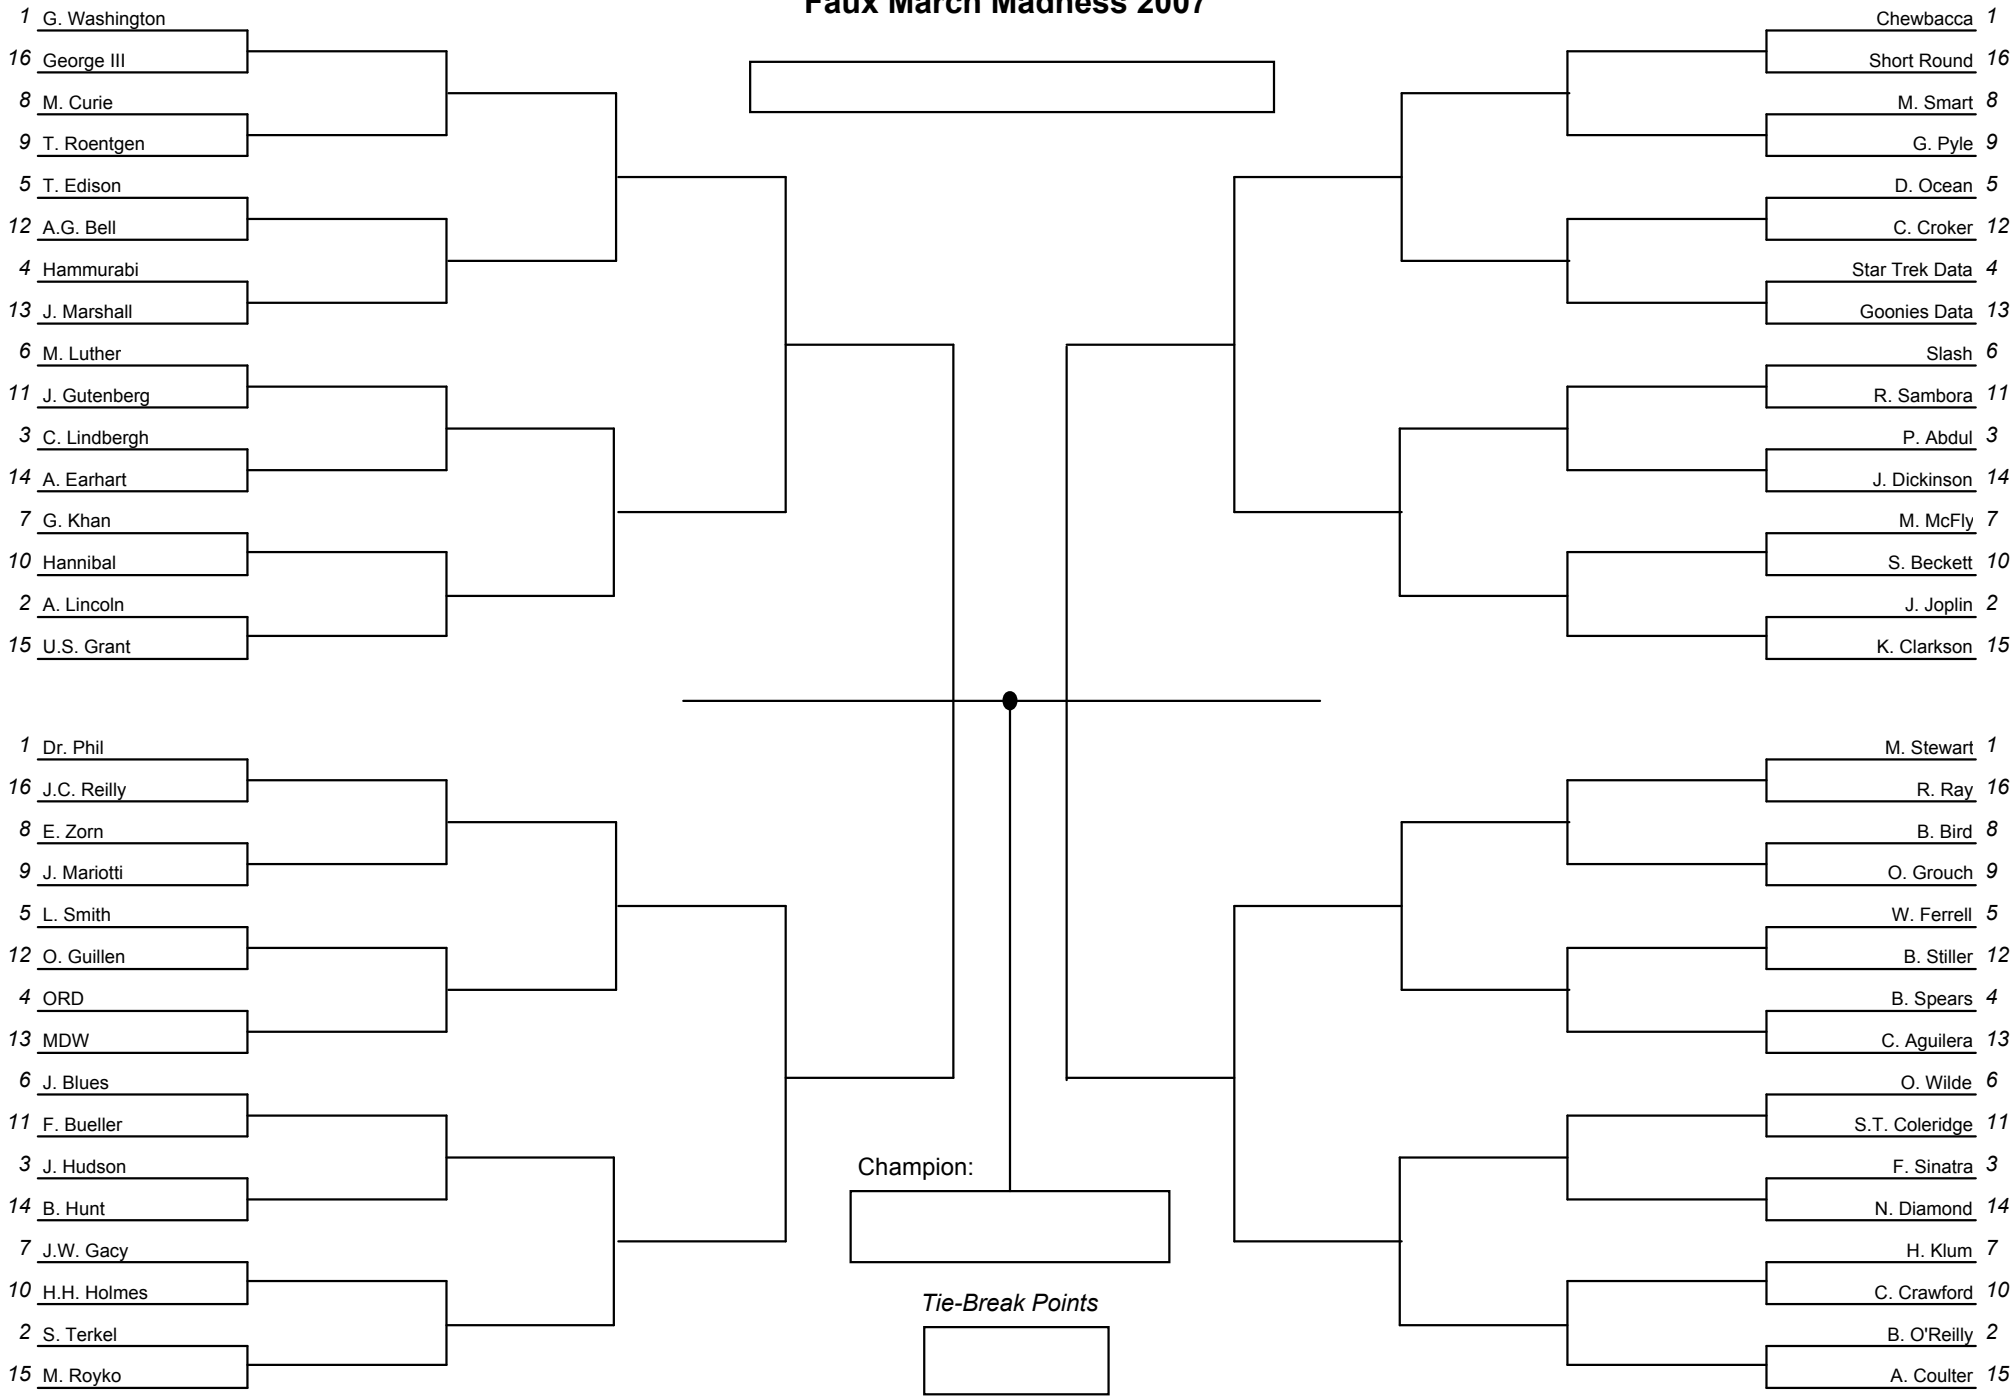 Faux March Madness 2007
1 G. Washington
16 George III
8 M. Curie
9 T. Roentgen
5 T. Edison
12 A.G. Bell
4 Hammurabi
13 J. Marshall
6 M. Luther
11 J. Gutenberg
3 C. Lindbergh
14 A. Earhart
7 G. Khan
10 Hannibal
2 A. Lincoln
15 U.S. Grant
1 Dr. Phil
16 J.C. Reilly
8 E. Zorn
9 J. Mariotti
5 L. Smith
12 O. Guillen
4 ORD
13 MDW
6 J. Blues
11 F. Bueller
3 J. Hudson
14 B. Hunt
7 J.W. Gacy
10 H.H. Holmes
2 S. Terkel
15 M. Royko
Chewbacca 1
Short Round 16
M. Smart 8
G. Pyle 9
D. Ocean 5
C. Croker 12
Star Trek Data 4
Goonies Data 13
Slash 6
R. Sambora 11
P. Abdul 3
J. Dickinson 14
M. McFly 7
S. Beckett 10
J. Joplin 2
K. Clarkson 15
M. Stewart 1
R. Ray 16
B. Bird 8
O. Grouch 9
W. Ferrell 5
B. Stiller 12
B. Spears 4
C. Aguilera 13
O. Wilde 6
S.T. Coleridge 11
F. Sinatra 3
N. Diamond 14
H. Klum 7
C. Crawford 10
B. O'Reilly 2
A. Coulter 15
Champion:
Tie-Break Points